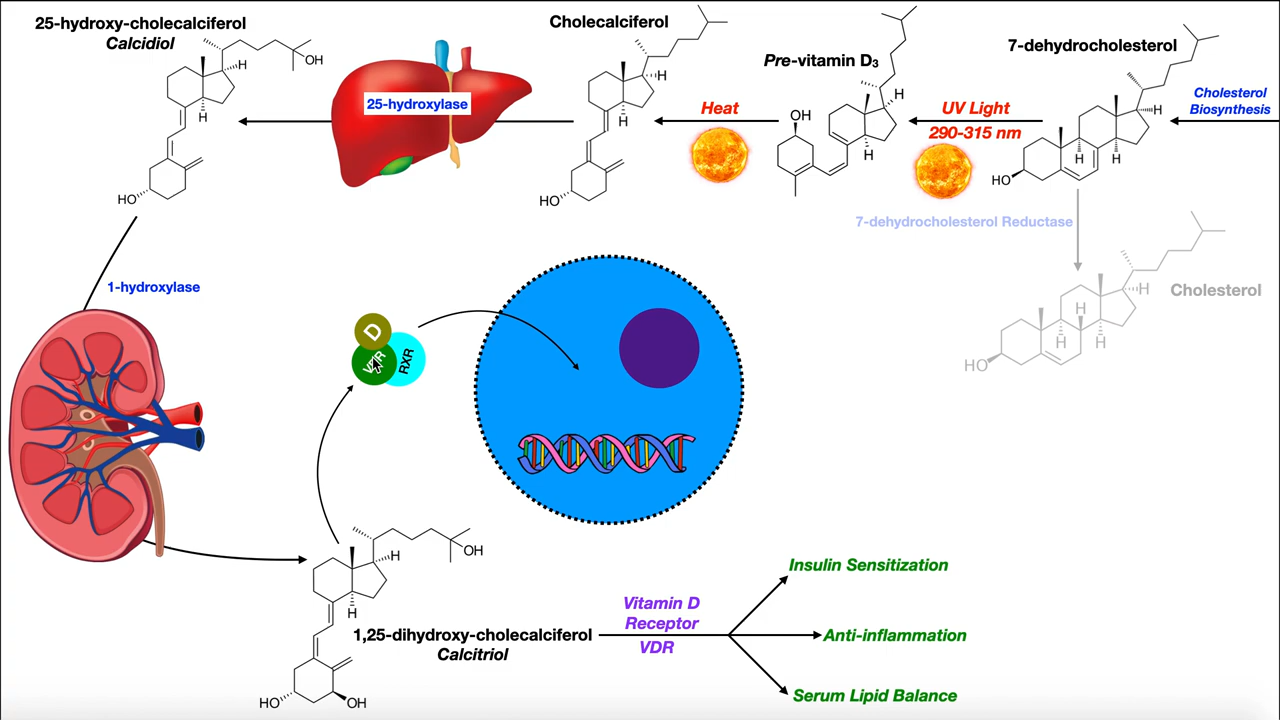 25-hydroxy-cholecalciferol
Calcidiol
OH
H
H
HO
25-hydroxylase
Cholecalciferol
H
H
HO
Heat
Pre-vitamin D3
H
OH
H
UV Light
290-315 nm
7-dehydrocholesterol
H
H
H
HO
Cholesterol
Biosynthesis
7-dehydrocholesterol Reductase
Cholesterol
H
H
H
H
HO
1-hydroxylase
D
RXR
OH
H
H
HO
OH
1,25-dihydroxy-cholecalciferol
Calcitriol
Vitamin D
Receptor
VDR
Insulin Sensitization
Anti-inflammation
Serum Lipid Balance